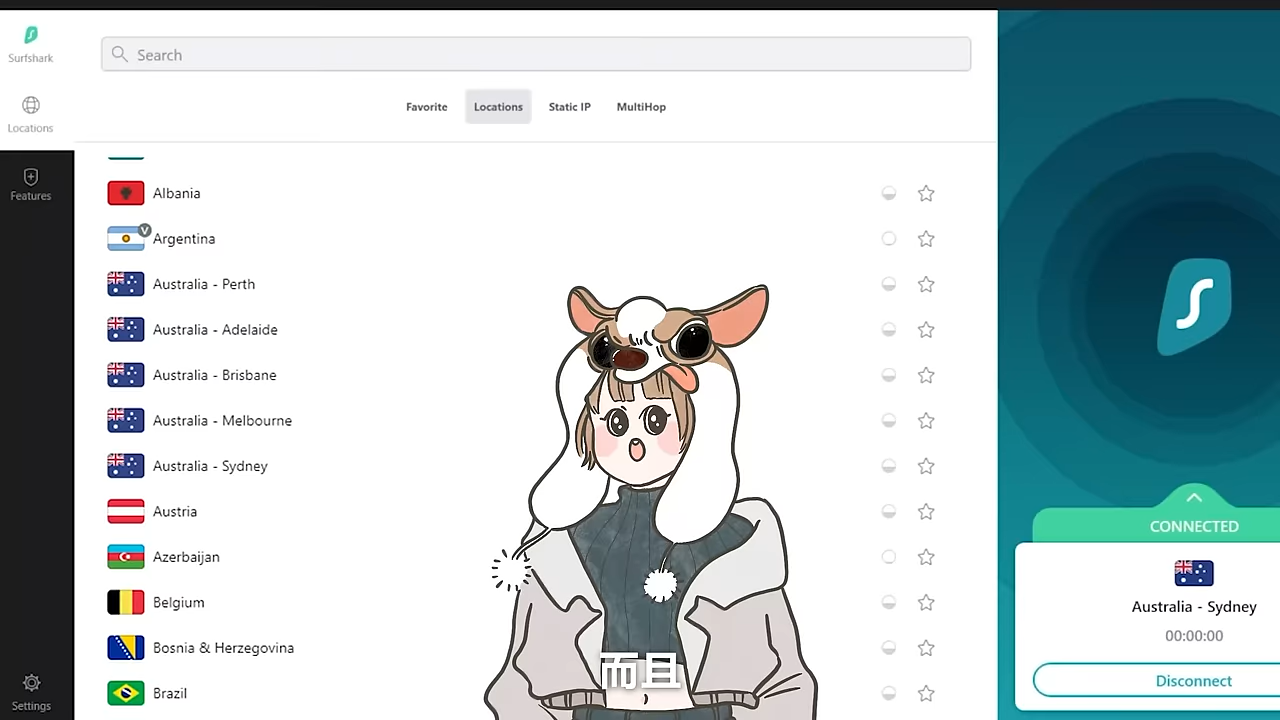 Surfshark
Locations
Features
Settings
Search
Favorite
Locations
Static IP
MultiHop
Albania
V
Argentina
Australia - Perth
Australia - Adelaide
Australia - Brisbane
Australia - Melbourne
Australia - Sydney
Austria
Azerbaijan
Belgium
Bosnia & Herzegovina
Brazil
CONNECTED
Australia - Sydney
00:00:00
Disconnect
而且